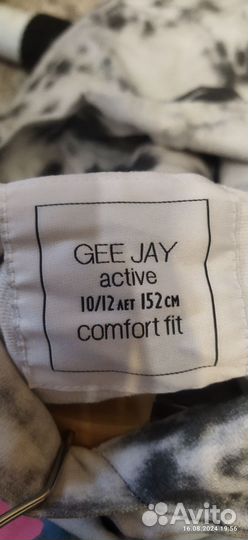 GEE JAY
active
10/12 лет 152 см
comfort fit
Avito
16.08.2024 19:56